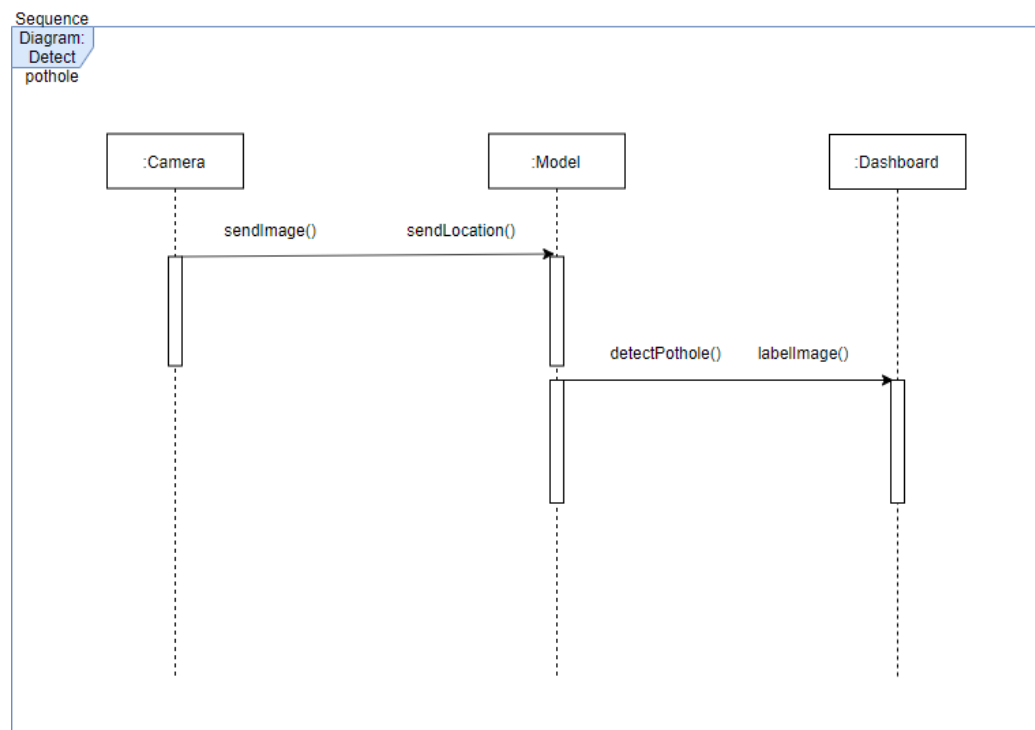 Sequence
Diagram:
Detect
pothole
:Camera
:Model
:Dashboard
sendImage()
sendLocation()
detectPothole()
labelImage()